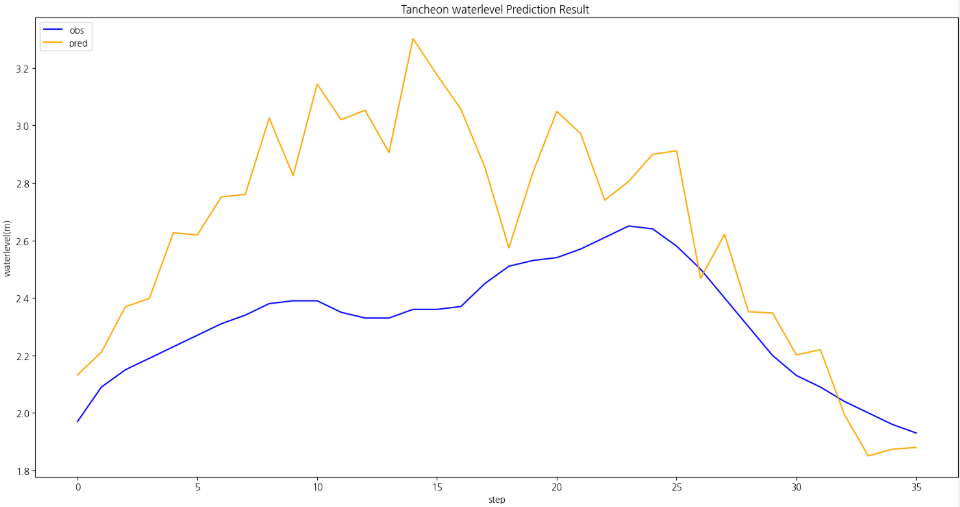 Tancheon waterlevel Prediction Result
obs
pred
3.2
3.0
2.8
2.6
2.4
2.2
2.0
1.8
waterlevel(m)
0 5 10 15 20 25 30 35
step